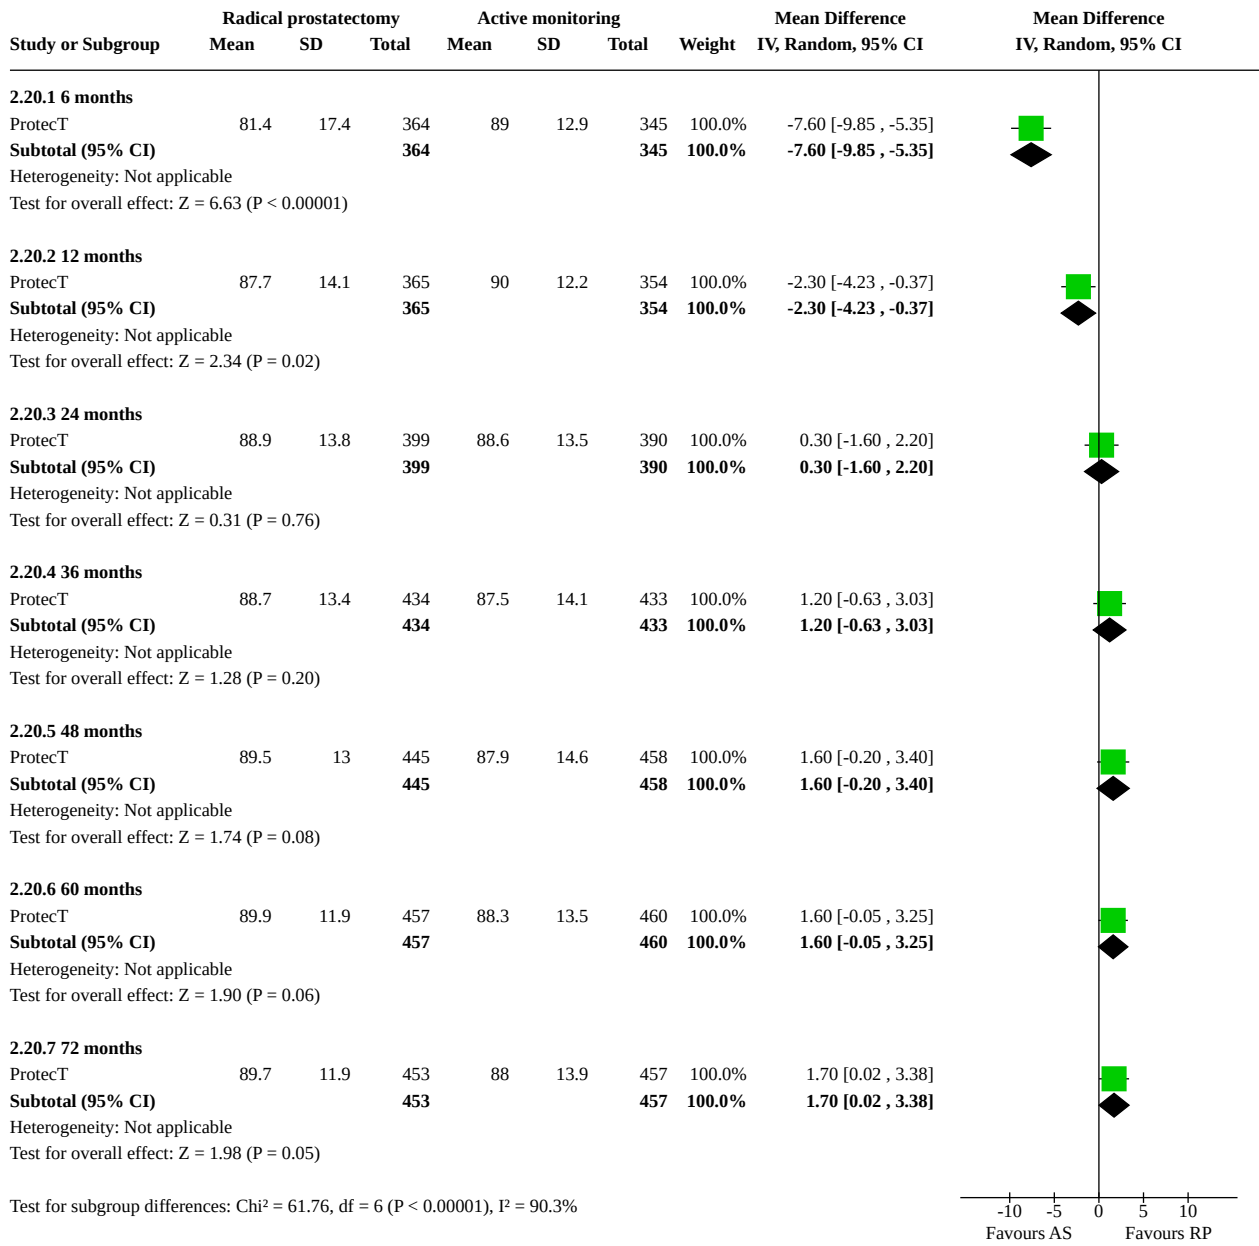 Radical prostatectomy Active monitoring Mean Difference Mean Difference
Study or Subgroup Mean SD Total Mean SD Total Weight IV, Random, 95% CI IV, Random, 95% CI
2.20.1 6 months
ProtecT 81.4 17.4 364 89 12.9 345 100.0% -7.60 [-9.85 , -5.35]
Subtotal (95% CI) 364 345 100.0% -7.60 [-9.85 , -5.35]
Heterogeneity: Not applicable
Test for overall effect: Z = 6.63 (P < 0.00001)
2.20.2 12 months
ProtecT 87.7 14.1 365 90 12.2 354 100.0% -2.30 [-4.23 , -0.37]
Subtotal (95% CI) 365 354 100.0% -2.30 [-4.23 , -0.37]
Heterogeneity: Not applicable
Test for overall effect: Z = 2.34 (P = 0.02)
2.20.3 24 months
ProtecT 88.9 13.8 399 88.6 13.5 390 100.0% 0.30 [-1.60 , 2.20]
Subtotal (95% CI) 399 390 100.0% 0.30 [-1.60 , 2.20]
Heterogeneity: Not applicable
Test for overall effect: Z = 0.31 (P = 0.76)
2.20.4 36 months
ProtecT 88.7 13.4 434 87.5 14.1 433 100.0% 1.20 [-0.63 , 3.03]
Subtotal (95% CI) 434 433 100.0% 1.20 [-0.63 , 3.03]
Heterogeneity: Not applicable
Test for overall effect: Z = 1.28 (P = 0.20)
2.20.5 48 months
ProtecT 89.5 13 445 87.9 14.6 458 100.0% 1.60 [-0.20 , 3.40]
Subtotal (95% CI) 445 458 100.0% 1.60 [-0.20 , 3.40]
Heterogeneity: Not applicable
Test for overall effect: Z = 1.74 (P = 0.08)
2.20.6 60 months
ProtecT 89.9 11.9 457 88.3 13.5 460 100.0% 1.60 [-0.05 , 3.25]
Subtotal (95% CI) 457 460 100.0% 1.60 [-0.05 , 3.25]
Heterogeneity: Not applicable
Test for overall effect: Z = 1.90 (P = 0.06)
2.20.7 72 months
ProtecT 89.7 11.9 453 88 13.9 457 100.0% 1.70 [0.02 , 3.38]
Subtotal (95% CI) 453 457 100.0% 1.70 [0.02 , 3.38]
Heterogeneity: Not applicable
Test for overall effect: Z = 1.98 (P = 0.05)
Test for subgroup differences: Chi² = 61.76, df = 6 (P < 0.00001), I² = 90.3%
-10 -5 0 5 10
Favours AS Favours RP